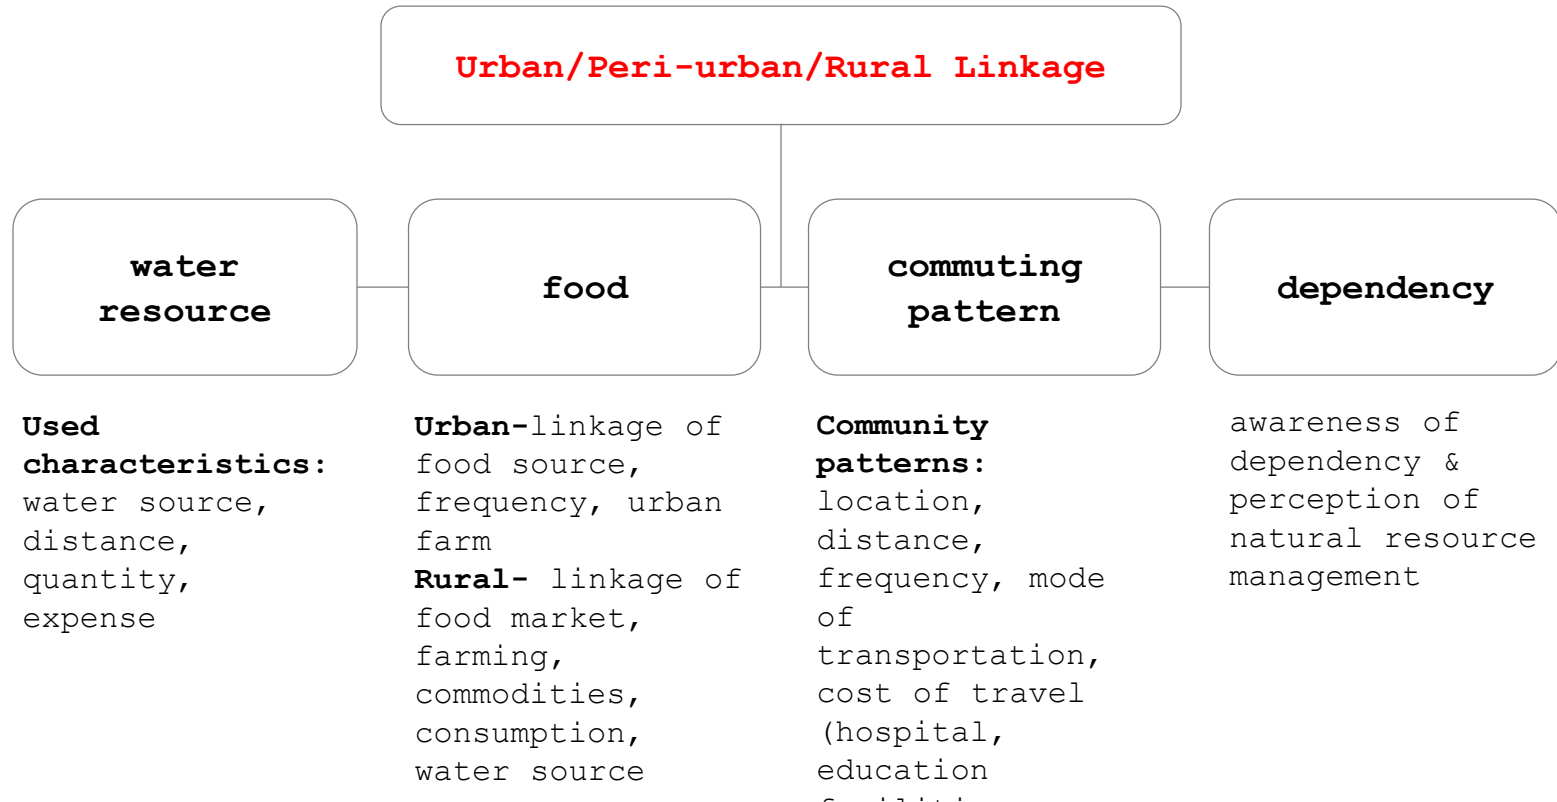 Urban/Peri-urban/Rural Linkage
water
resource
food
commuting
pattern
dependency
Used
characteristics:
water source,
distance,
quantity,
expense
Urban-linkage of
food source,
frequency, urban
farm
Rural- linkage of
food market,
farming,
commodities,
consumption,
water source
Community
patterns:
location,
distance,
frequency, mode
of
transportation,
cost of travel
(hospital,
education
awareness of
dependency &
perception of
natural resource
management